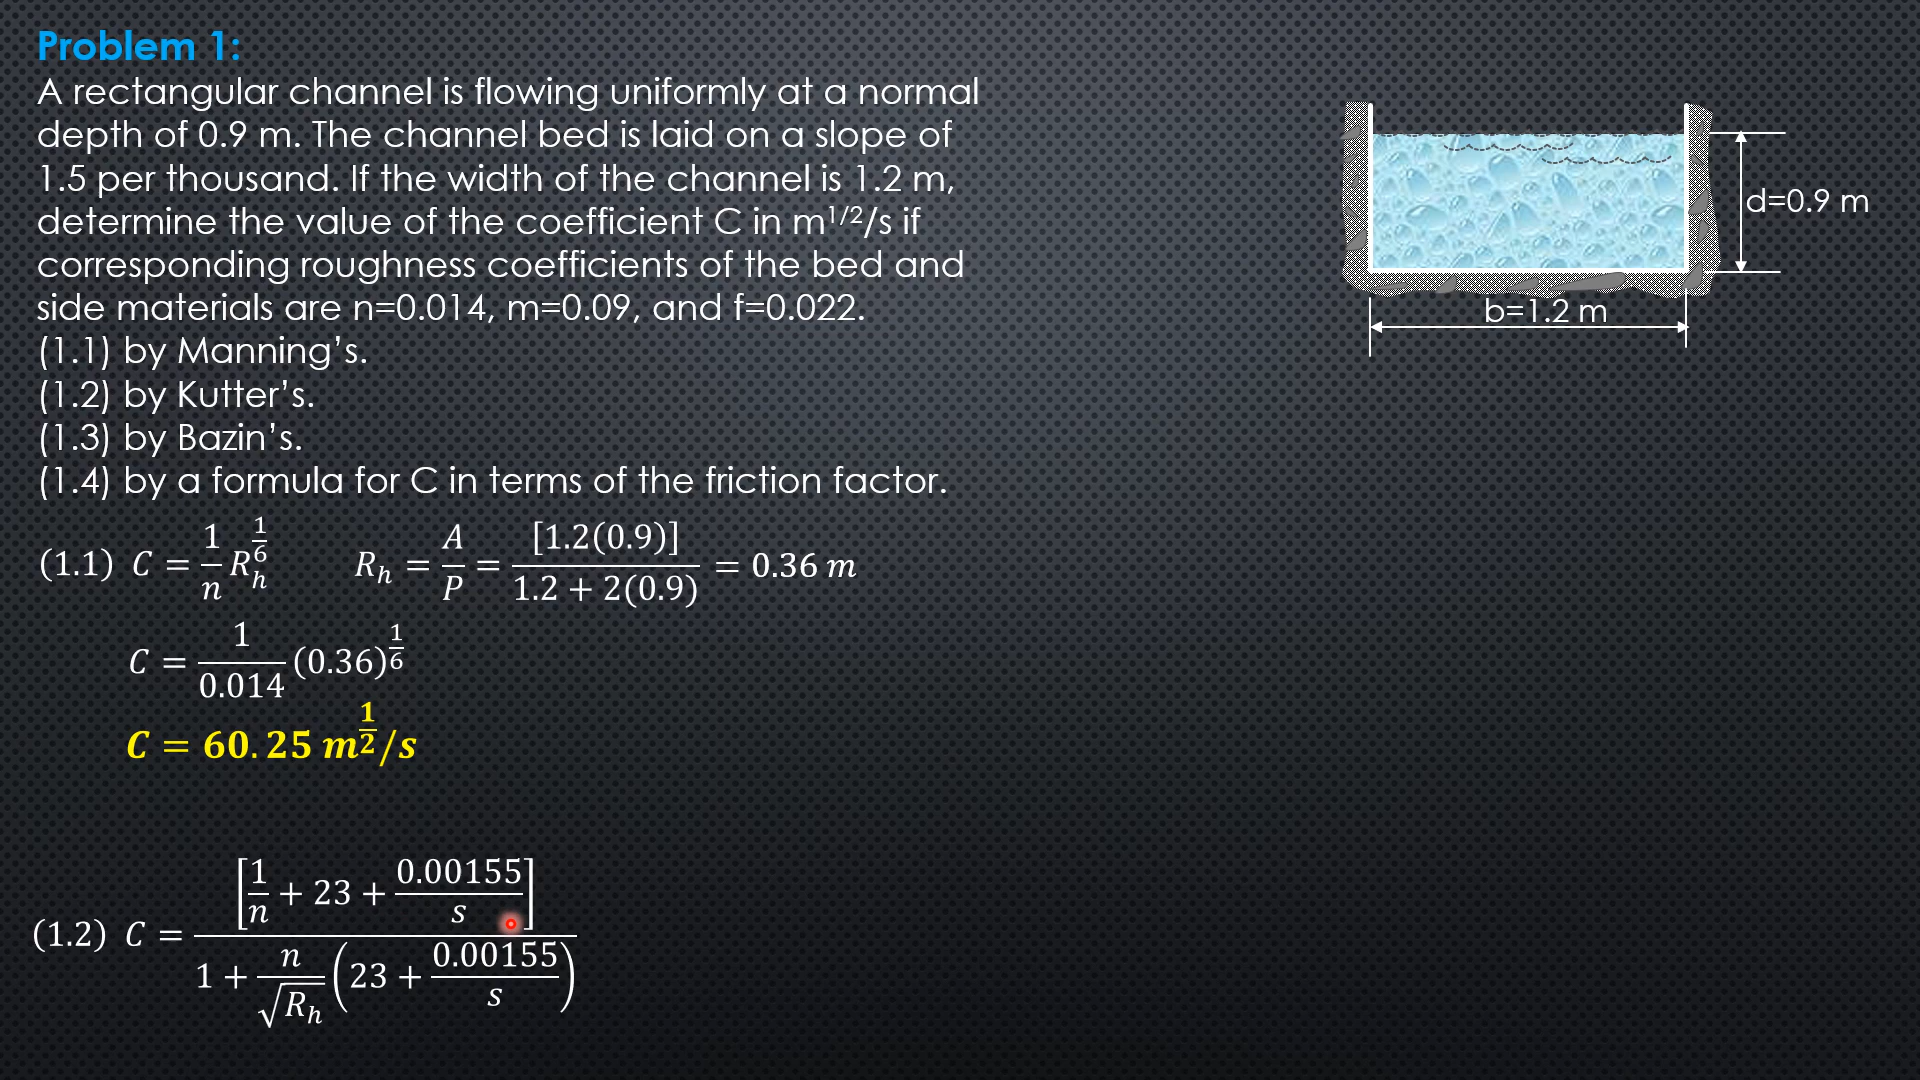 Problem 1:
A rectangular channel is flowing uniformly at a normal
depth of 0.9 m. The channel bed is laid on a slope of
1.5 per thousand. If the width of the channel is 1.2 m,
determine the value of the coefficient C in m^{1/2}/s if
corresponding roughness coefficients of the bed and
side materials are n=0.014, m=0.09, and f=0.022.
(1.1) by Manning’s.
(1.2) by Kutter’s.
(1.3) by Bazin’s.
(1.4) by a formula for C in terms of the friction factor.
d=0.9 m
b=1.2 m
(1.1) C = \frac{1}{n} R_h^{\frac{1}{6}} R_h = \frac{A}{P} = \frac{[1.2(0.9)]}{1.2 + 2(0.9)} = 0.36 m
C = \frac{1}{0.014} (0.36)^{\frac{1}{6}}
C = 60.25 m^{\frac{1}{2}}/s
(1.2) C = \frac{\left[\frac{1}{n} + 23 + \frac{0.00155}{s}\right]}{1 + \frac{n}{\sqrt{R_h}} \left(23 + \frac{0.00155}{s}\right)}